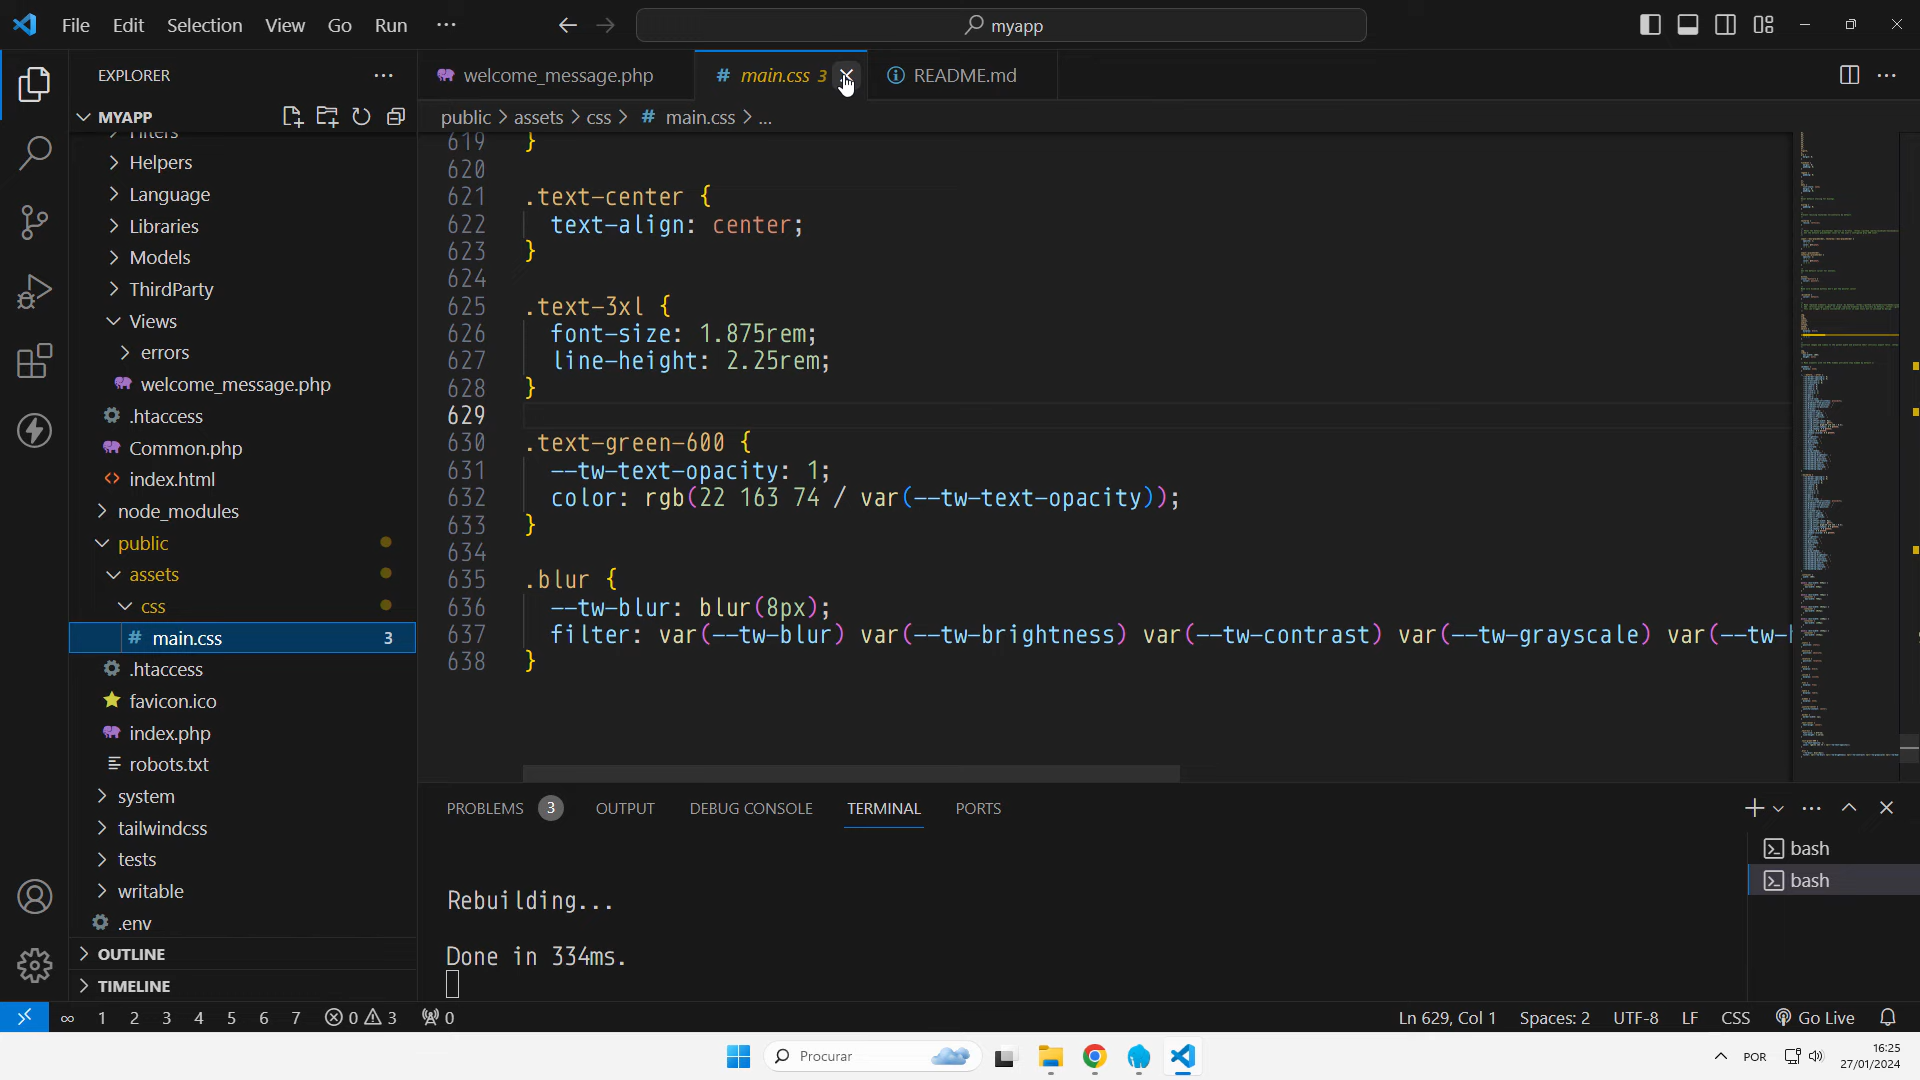 File Edit Selection View Go Run ··· myapp
EXPLORER ···
MYAPP
Filters
Helpers
Language
Libraries
Models
ThirdParty
Views
errors
welcome_message.php
.htaccess
Common.php
index.html
node_modules
public
assets
css
main.css 3
.htaccess
favicon.ico
index.php
robots.txt
system
tailwindcss
tests
writable
.env
OUTLINE
TIMELINE
welcome_message.php
main.css 3
README.md
public > assets > css > # main.css > ...
619 }
620
621 .text-center {
622 text-align: center;
623 }
624
625 .text-3xl {
626 font-size: 1.875rem;
627 line-height: 2.25rem;
628 }
629
630 .text-green-600 {
631 --tw-text-opacity: 1;
632 color: rgb(22 163 74 / var(--tw-text-opacity));
633 }
634
635 .blur {
636 --tw-blur: blur(8px);
637 filter: var(--tw-blur) var(--tw-brightness) var(--tw-contrast) var(--tw-grayscale) var(--tw-
638 }
PROBLEMS 3 OUTPUT DEBUG CONSOLE TERMINAL PORTS
Rebuilding...
Done in 334ms.
bash
bash
1 2 3 4 5 6 7 0 3 0 Ln 629, Col 1 Spaces: 2 UTF-8 LF CSS Go Live
Procurar
POR
16:25
27/01/2024